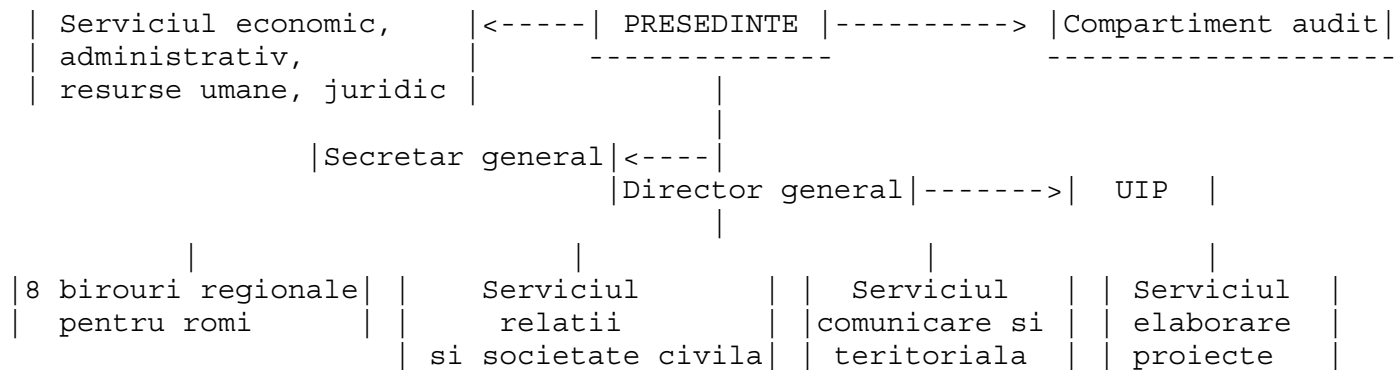 | Serviciul economic, |<-----| PRESEDINTE |----------> |Compartiment audit|
| administrativ, | -------------- --------------------
| resurse umane, juridic | |
|
|Secretar general|<----|
|Director general|------->| UIP |
|
| | | |
|8 birouri regionale| | Serviciul | | Serviciul | | Serviciul |
| pentru romi | | relatii | |comunicare si | | elaborare |
| si societate civila| | teritoriala | | proiecte |